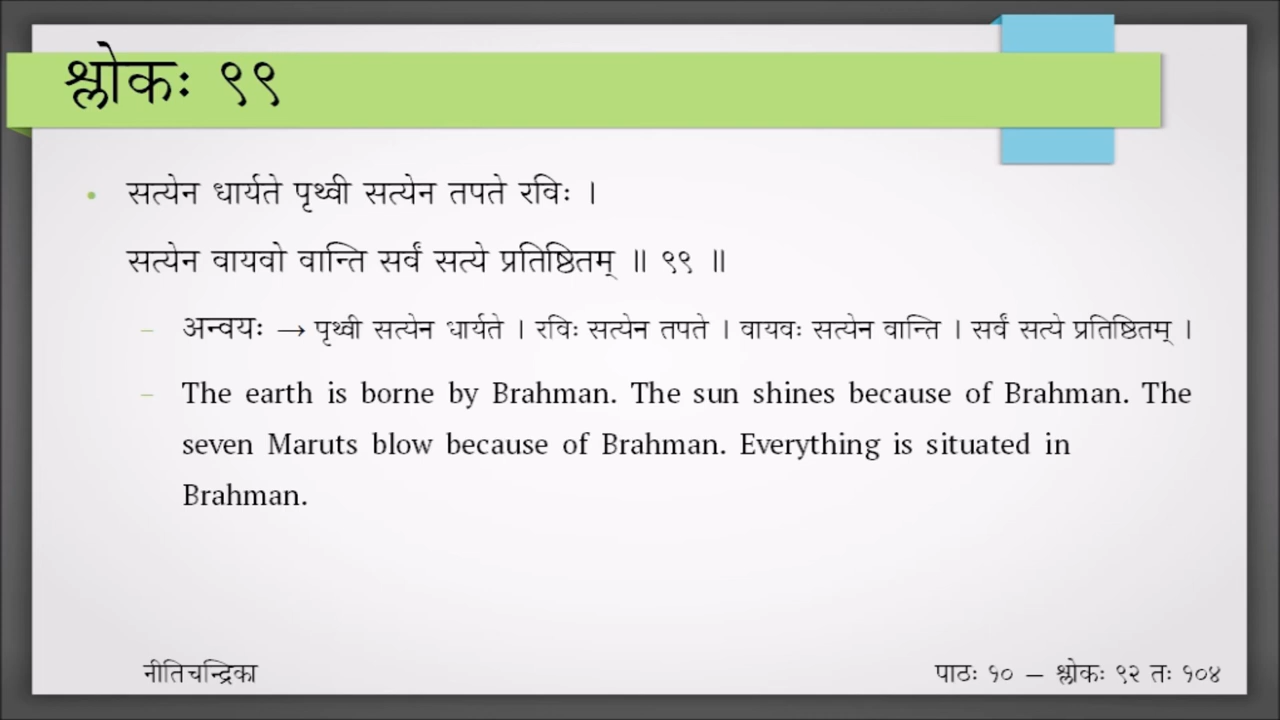 श्लोकः ९९
• सत्येन धार्यते पृथ्वी सत्येन तपते रविः ।
सत्येन वायवो वान्ति सर्वं सत्ये प्रतिष्ठितम् ॥ ९९ ॥
– अन्वयः → पृथ्वी सत्येन धार्यते । रविः सत्येन तपते । वायवः सत्येन वान्ति । सर्वं सत्ये प्रतिष्ठितम् ।
– The earth is borne by Brahman. The sun shines because of Brahman. The
seven Maruts blow because of Brahman. Everything is situated in
Brahman.
नीतिचन्द्रिका
पाठः १० – श्लोकः ९२ तः १०४